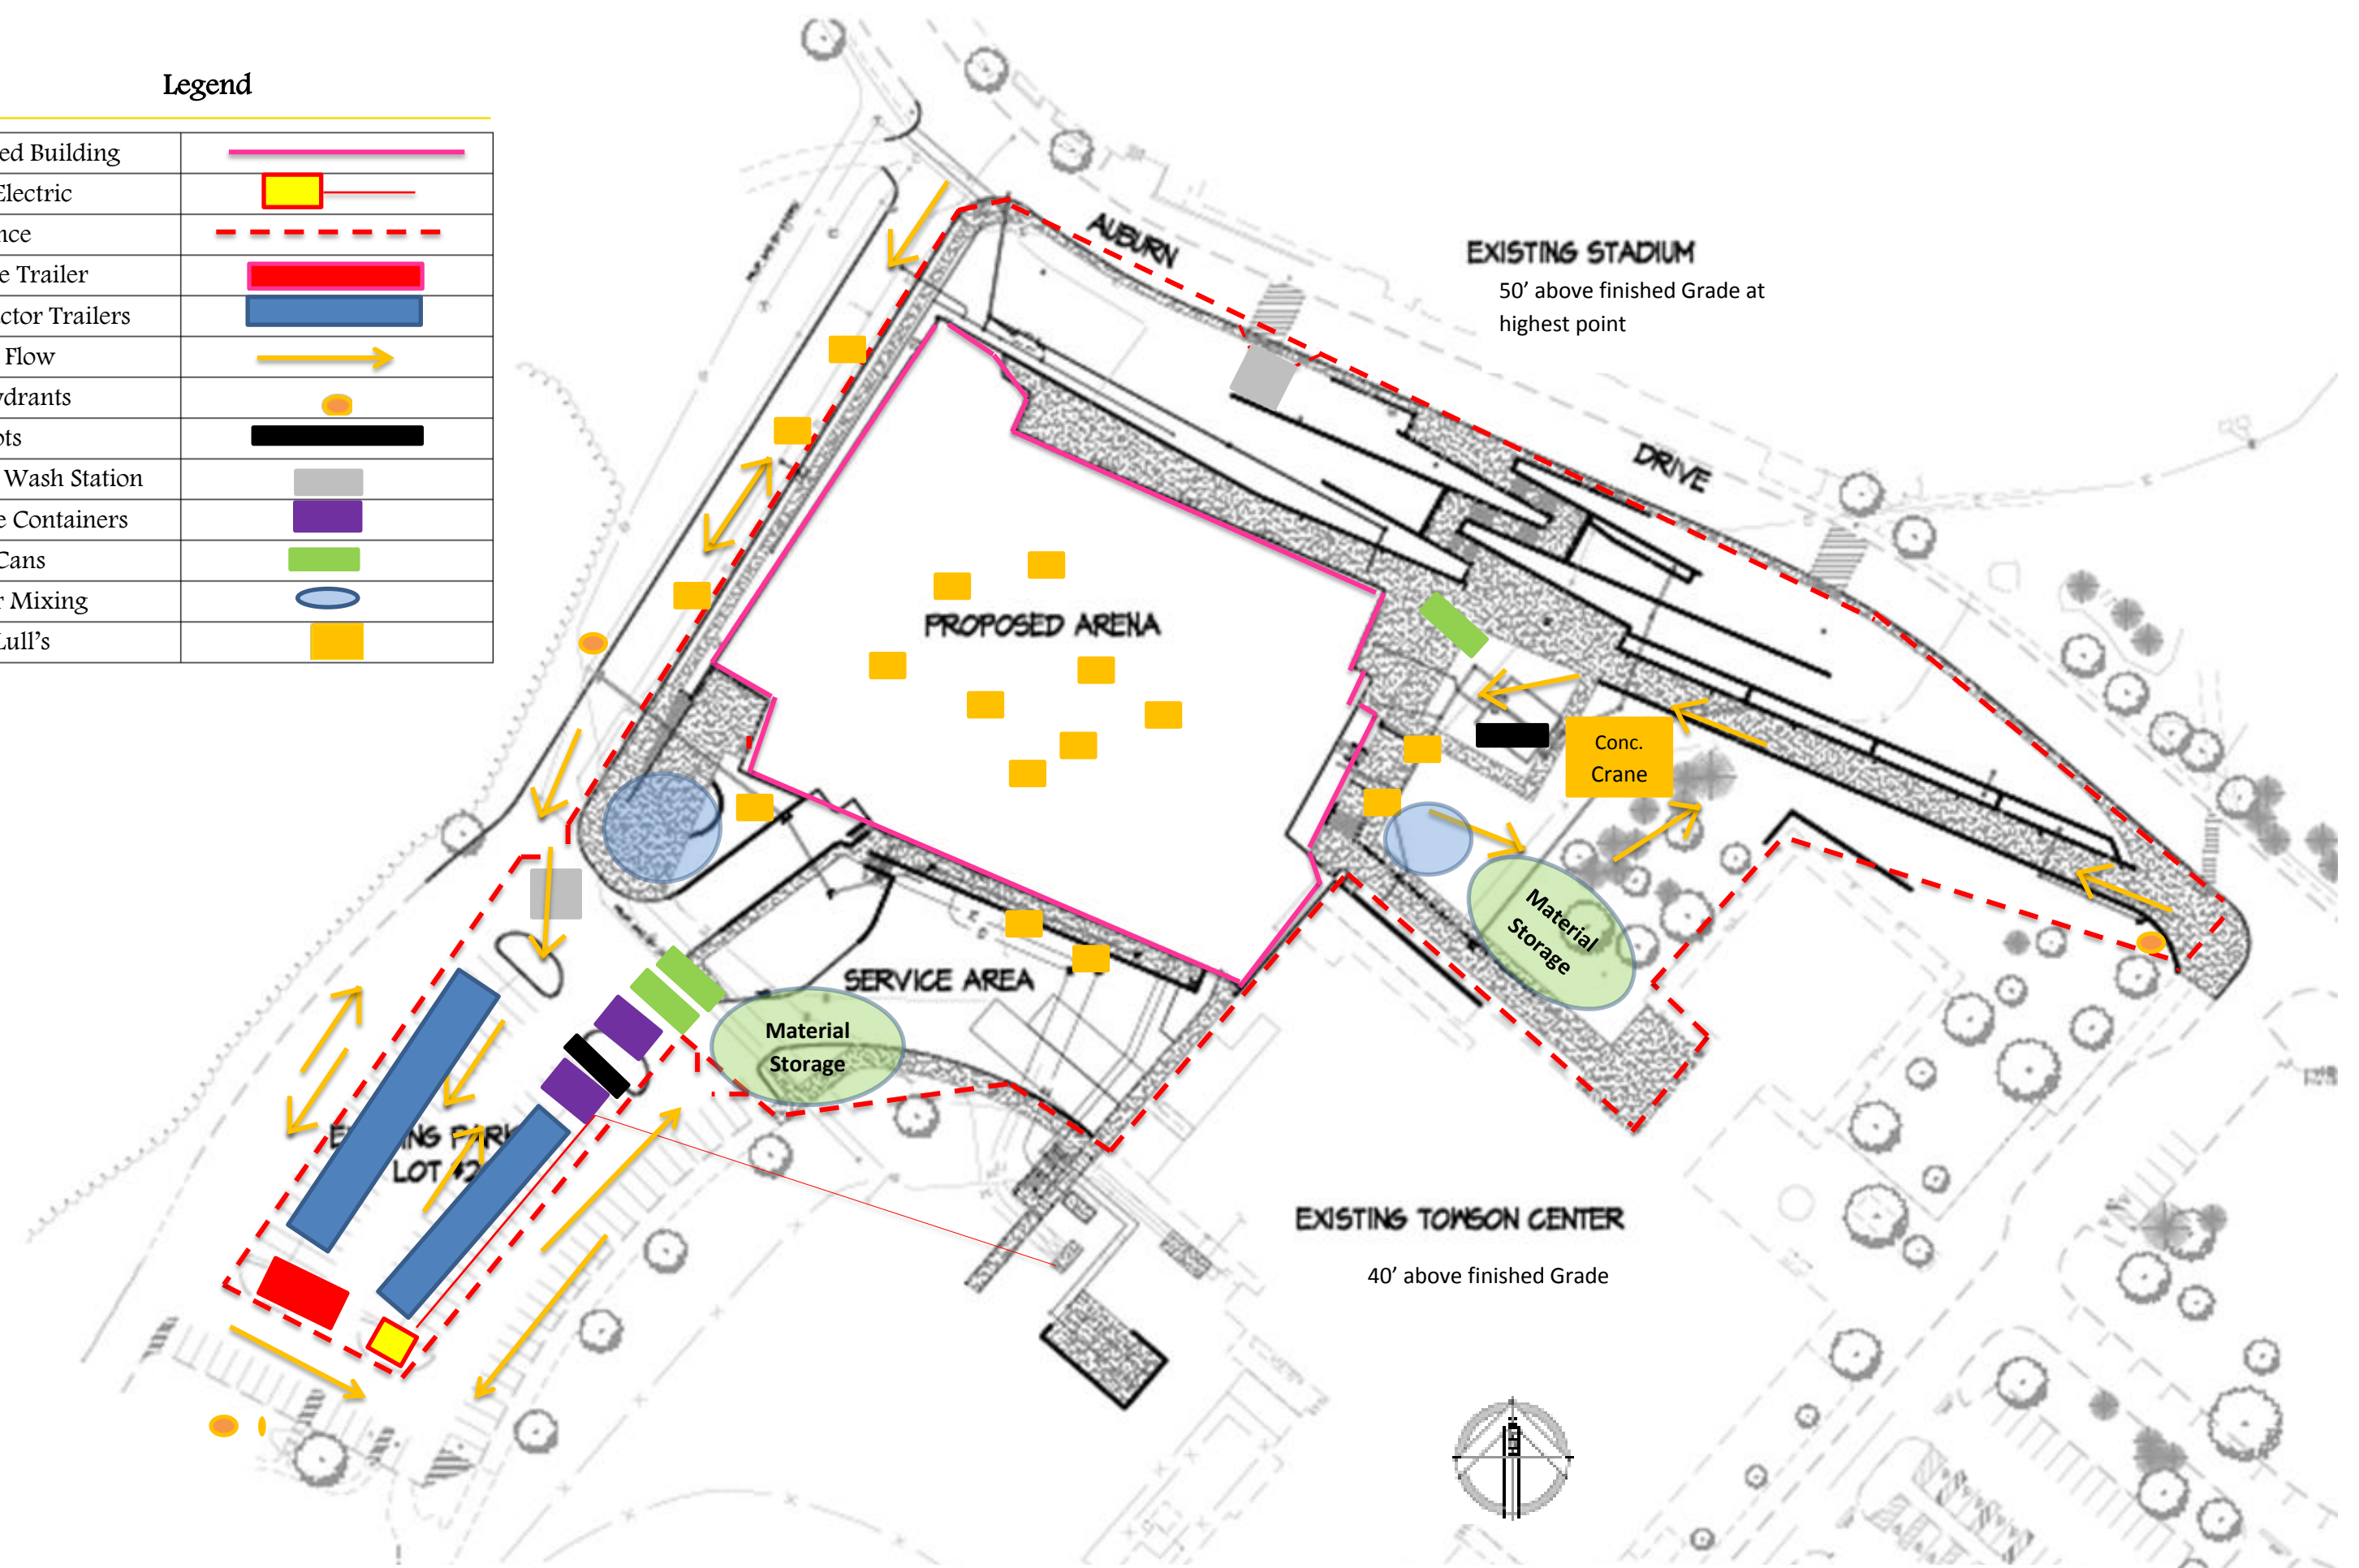 Legend
ed Building
Electric
nce
e Trailer
ctor Trailers
Flow
ydrants
ots
Wash Station
e Containers
Cans
r Mixing
Lull's
AUBURN
EXISTING STADIUM
50' above finished Grade at
highest point
DRIVE
PROPOSED ARENA
Conc.
Crane
Material
Storage
SERVICE AREA
Material
Storage
LOT #2
EXISTING TOWSON CENTER
40' above finished Grade